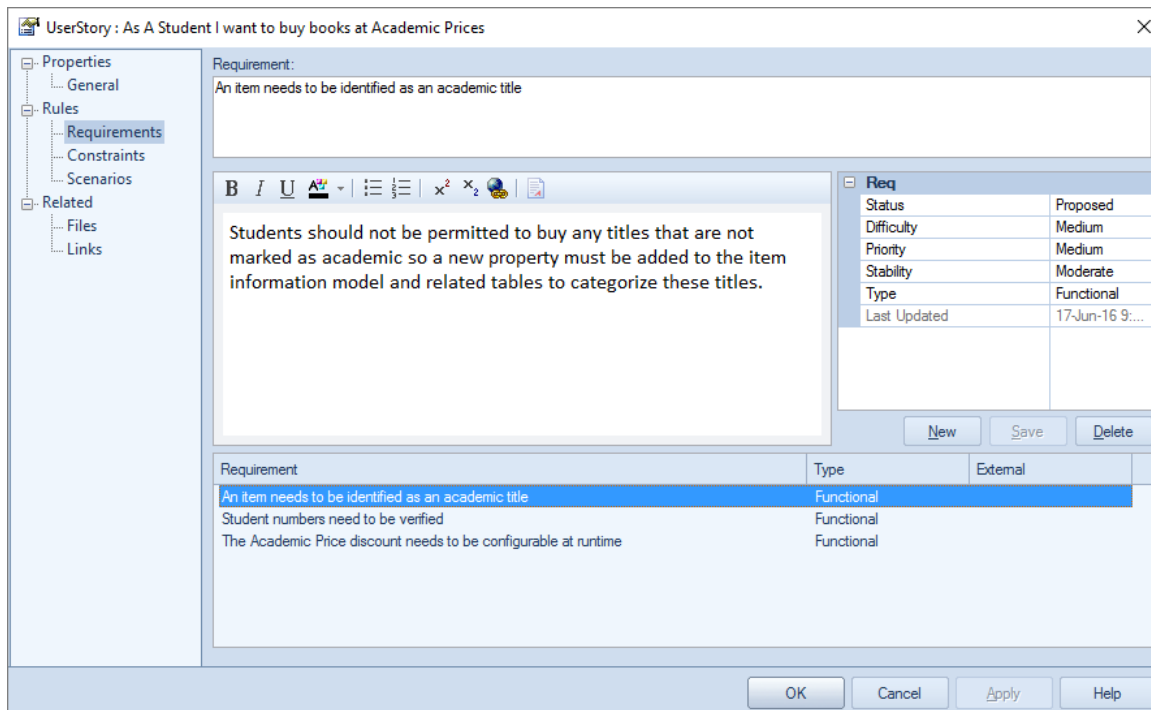 UserStory : As A Student I want to buy books at Academic Prices
Properties
General
Rules
Requirements
Constraints
Scenarios
Related
Files
Links
Requirement:
An item needs to be identified as an academic title
B I U A x² x₂
Students should not be permitted to buy any titles that are not
marked as academic so a new property must be added to the item
information model and related tables to categorize these titles.
Req
Status Proposed
Difficulty Medium
Priority Medium
Stability Moderate
Type Functional
Last Updated 17-Jun-16 9:...
New Save Delete
Requirement Type External
An item needs to be identified as an academic title Functional
Student numbers need to be verified Functional
The Academic Price discount needs to be configurable at runtime Functional
OK Cancel Apply Help